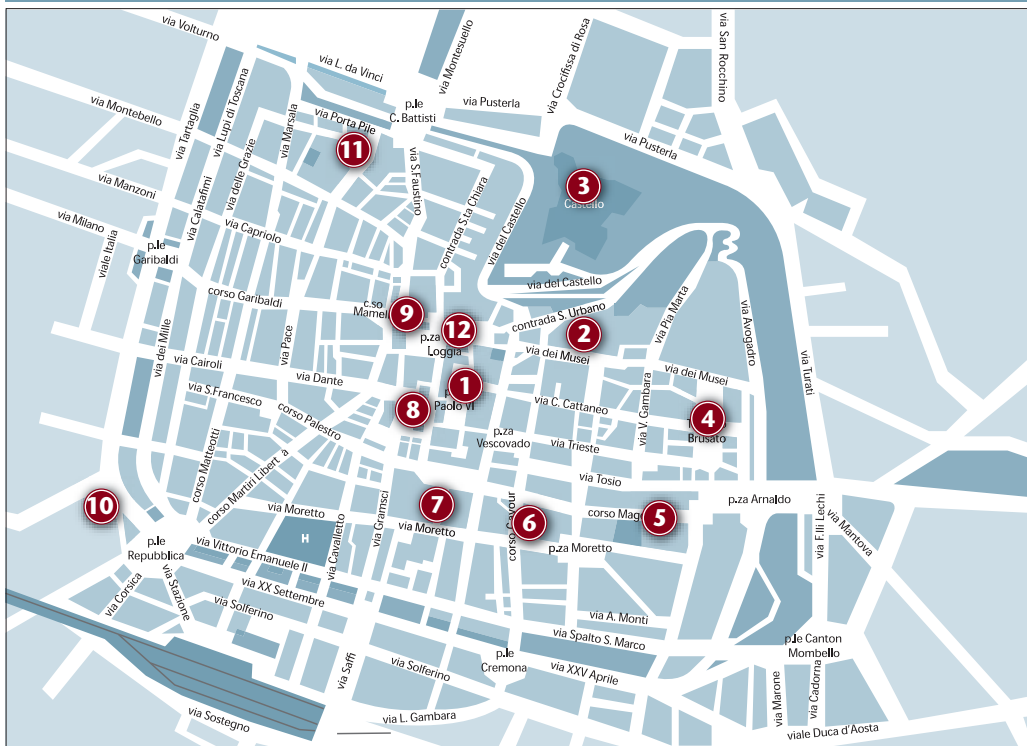 via Volturno
via L. da Vinci
via Montesuello
via Crocifissa di Rosa
via San Rocchino
via Pusterla
p.le
C. Battisti
via Porta Pile
via Montebello
via Tartaglia
via Lupi di Toscana
via Marsala
via Pusterla
11
via S.Faustino
3
Castello
via Manzoni
via Calatafimi
via delle Grazie
contrada S.ta Chiara
via del Castello
via Milano
viale Italia
p.le
Garibaldi
via Capriolo
via del Castello
corso Garibaldi
c.so
9
contrada S. Urbano
via Pia Marta
via Avogadro
12
p.za
Loggia
2
via dei Musei
via dei Mille
via Pace
via Cairoli
via Dante
1
Paolo VI
via dei Musei
via Turati
via S.Francesco
corso Palestro
8
via C. Cattaneo
via V. Gambara
4
Brusato
p.za
Vescovado
via Trieste
corso Matteotti
corso Martiri Libert a
via Tosio
p.za Arnaldo
10
via Moretto
via Gramsci
7
via Moretto
corso Cavour
6
corso
5
p.za Moretto
via F.lli Lechi
via Mantova
H
p.le
Repubblica
via Vittorio Emanuele II
via Cavalletto
via Corsica
via Stazione
via XX Settembre
via Solferino
via A. Monti
via Spalto S. Marco
p.le Canton
Mombello
via Saffi
via Solferino
p.le
Cremona
via XXV Aprile
via Marone
via Cadorna
via L. Gambara
via Sostegno
viale Duca d'Aosta